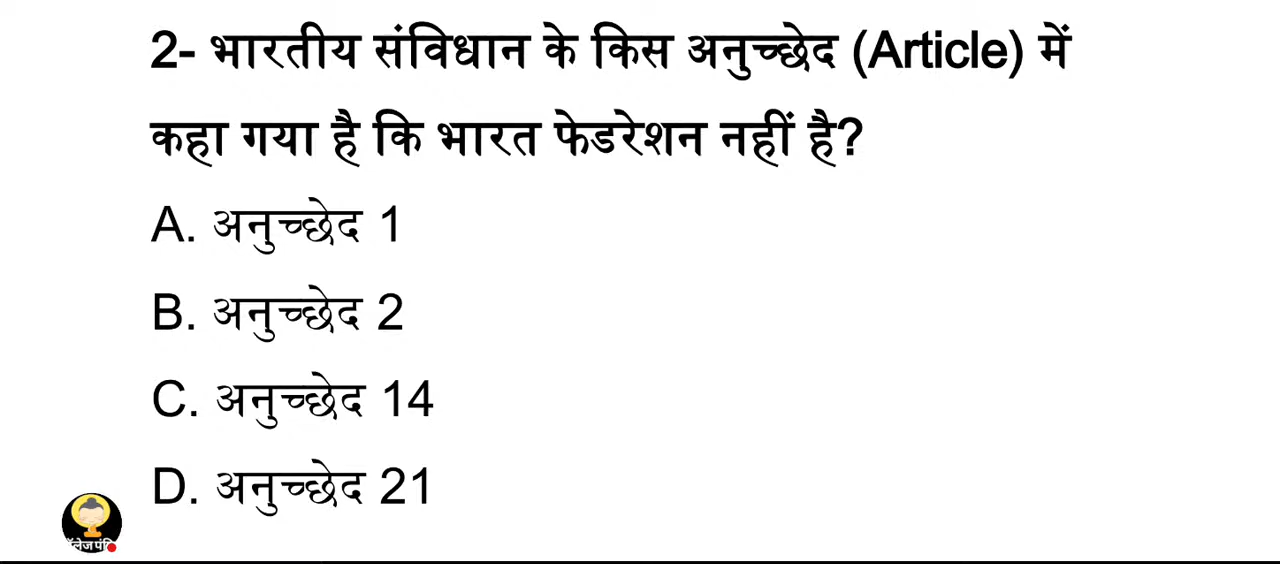 2- भारतीय संविधान के किस अनुच्छेद (Article) में
कहा गया है कि भारत फेडरेशन नहीं है?
A. अनुच्छेद 1
B. अनुच्छेद 2
C. अनुच्छेद 14
D. अनुच्छेद 21